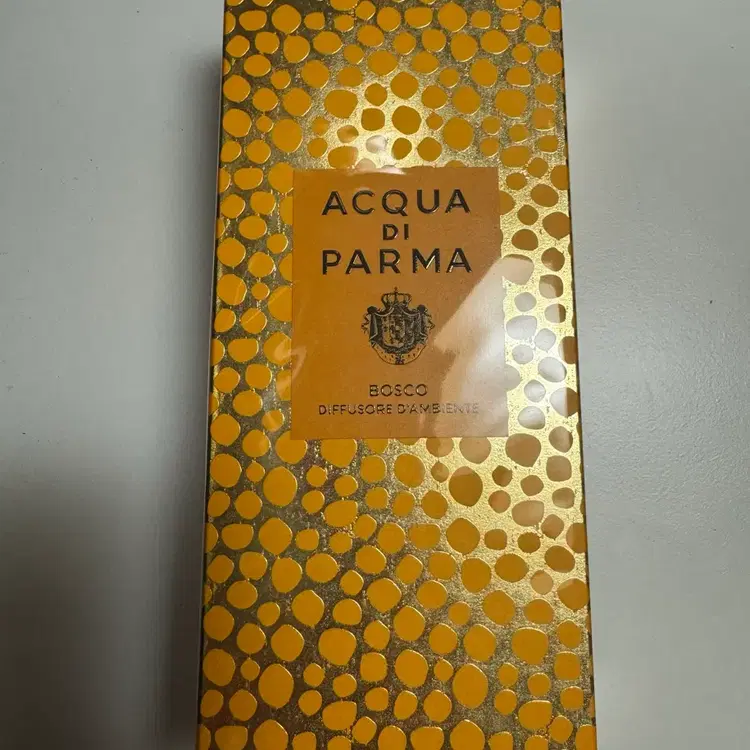 ACQUA
DI
PARMA
BOSCO
DIFFUSORE D'AMBIENTE